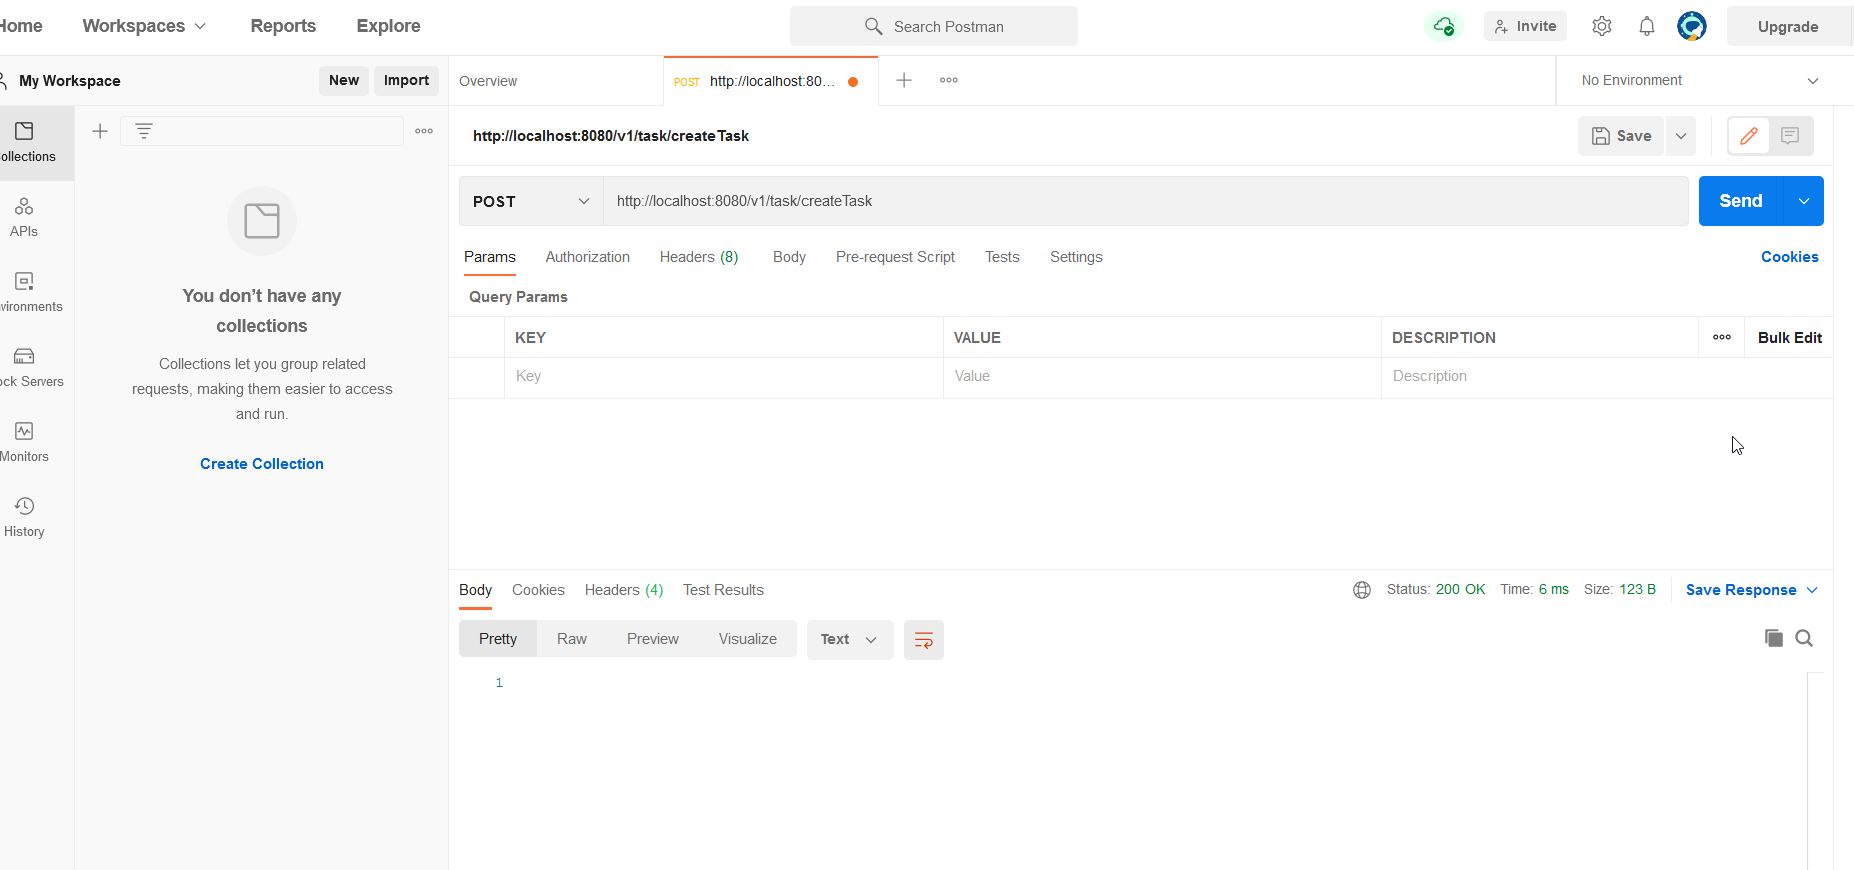 Home Workspaces Reports Explore Search Postman Invite Upgrade
My Workspace New Import Overview POST http://localhost:80... No Environment
http://localhost:8080/v1/task/createTask Save
POST http://localhost:8080/v1/task/createTask Send
Params Authorization Headers (8) Body Pre-request Script Tests Settings Cookies
Query Params
KEY VALUE DESCRIPTION Bulk Edit
Key Value Description
ollections
APIs
vironments
ock Servers
Monitors
History
You don’t have any
collections
Collections let you group related
requests, making them easier to access
and run.
Create Collection
Body Cookies Headers (4) Test Results Status: 200 OK Time: 6 ms Size: 123 B Save Response
Pretty Raw Preview Visualize Text
1